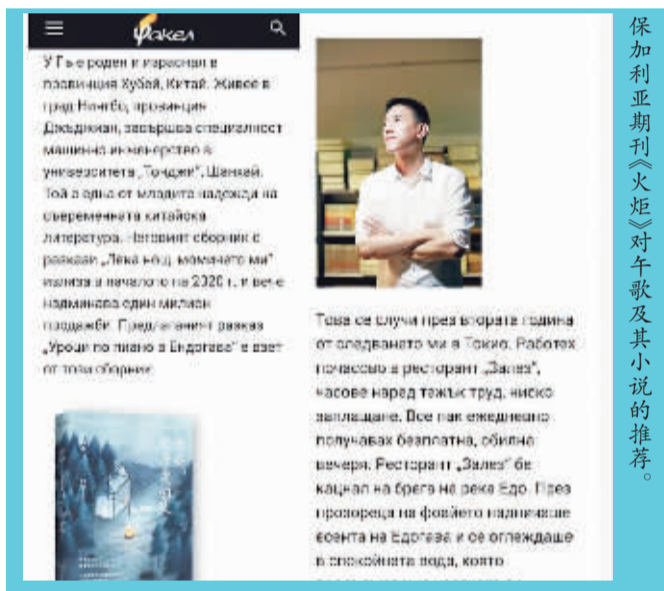 Факел
У Гъ е роден и израснал в
провинция Хубей, Китай. Живее в
град Нингбо, провинция
Джъдзян, завършва специалност
машинно инженерство в
университета „Тонджи“, Шанхай.
Той е една от младите надежди на
съвременната китайска
литература. Неговият сборник с
разкази „Лека нощ, момичето ми“
излиза в началото на 2020 г. и вече
надминава един милион
продажби. Предлаганият разказ
„Уроци по пиано в Ендогава“ е взет
от този сборник.
Това се случи през втората година
от следването ми в Токио. Работех
почасово в ресторант „Залез“,
часове наред тежък труд, ниско
заплащане. Все пак ежедневно
получавах безплатна, обилна
вечеря. Ресторант „Залез“ бе
кацнал на брега на река Едо. През
прозореца на фоайето надничаше
есента на Едогава и се оглеждаше
в спокойната вода, която
保加利亚期刊《火炬》对午歌及其小说的推荐。